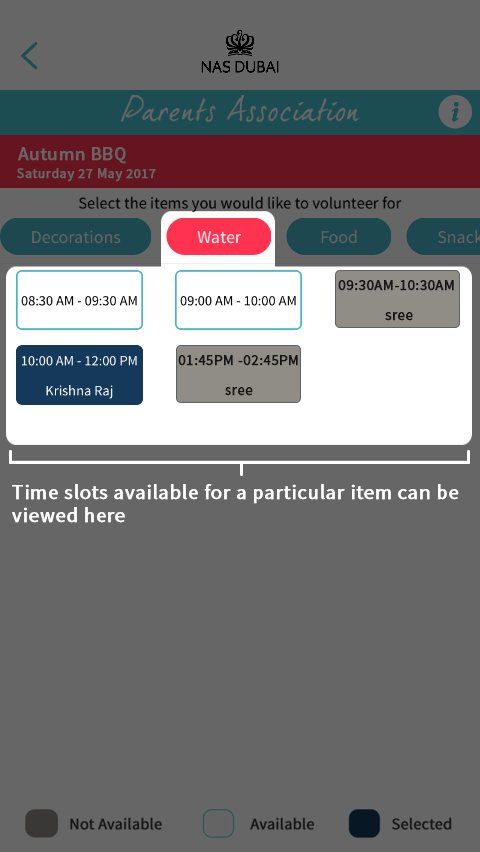 NAS DUBAI
Parents Association
i
Autumn BBQ
Saturday 27 May 2017
Select the items you would like to volunteer for
Decorations Water Food Snack
08:30 AM - 09:30 AM 09:00 AM - 10:00 AM 09:30AM-10:30AM
sree
10:00 AM - 12:00 PM 01:45PM -02:45PM
Krishna Raj sree
Time slots available for a particular item can be
viewed here
Not Available Available Selected